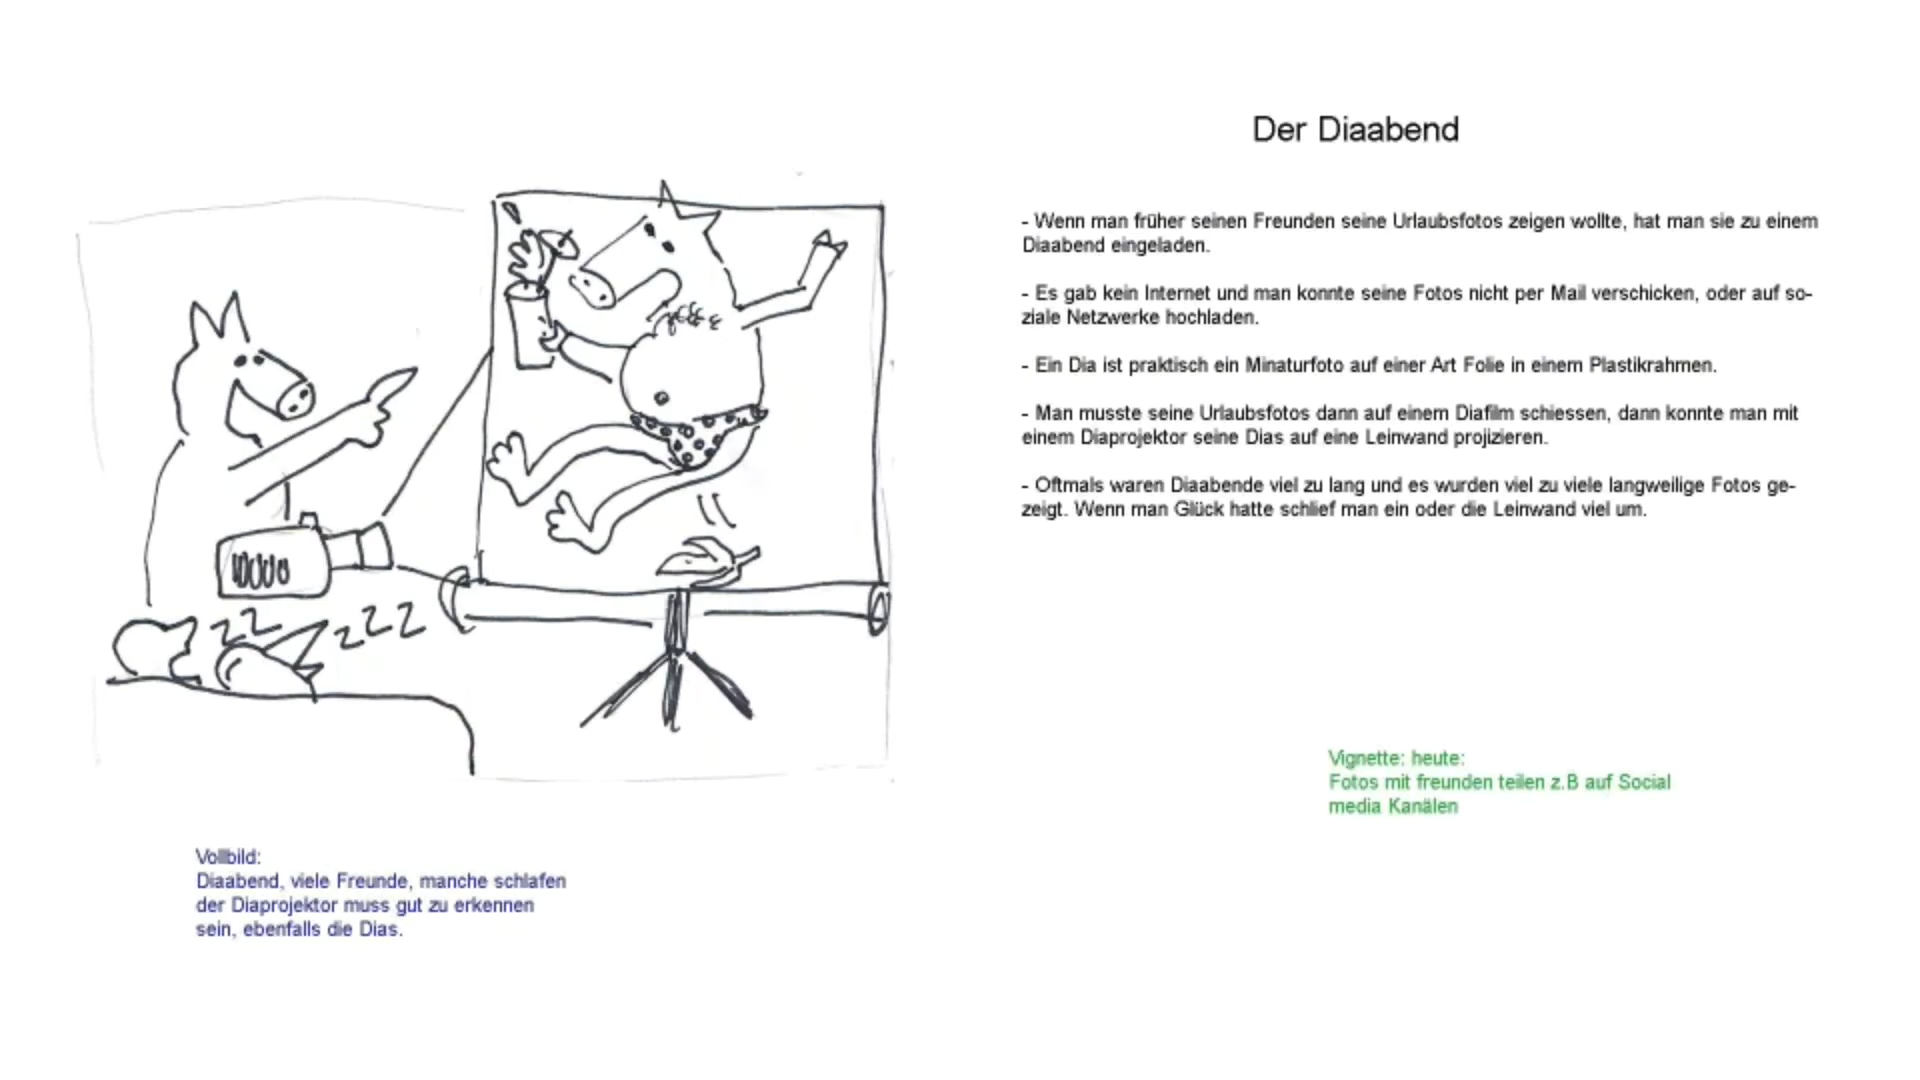 Der Diaabend
- Wenn man früher seinen Freunden seine Urlaubsfotos zeigen wollte, hat man sie zu einem
Diaabend eingeladen.
- Es gab kein Internet und man konnte seine Fotos nicht per Mail verschicken, oder auf so-
ziale Netzwerke hochladen.
- Ein Dia ist praktisch ein Minaturfoto auf einer Art Folie in einem Plastikrahmen.
- Man musste seine Urlaubsfotos dann auf einem Diafilm schiessen, dann konnte man mit
einem Diaprojektor seine Dias auf eine Leinwand projizieren.
- Oftmals waren Diaabende viel zu lang und es wurden viel zu viele langweilige Fotos ge-
zeigt. Wenn man Glück hatte schlief man ein oder die Leinwand viel um.
zz
zzz
Vignette: heute:
Fotos mit freunden teilen z.B auf Social
media Kanälen
Vollbild:
Diaabend, viele Freunde, manche schlafen
der Diaprojektor muss gut zu erkennen
sein, ebenfalls die Dias.